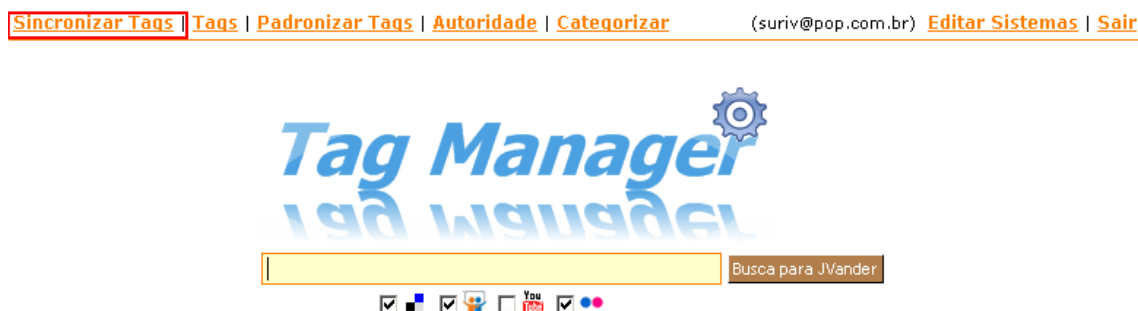 Sincronizar Tags | Tags | Padronizar Tags | Autoridade | Categorizar (suriv@pop.com.br) Editar Sistemas | Sair
Tag Manager
Busca para JVander
You Tube